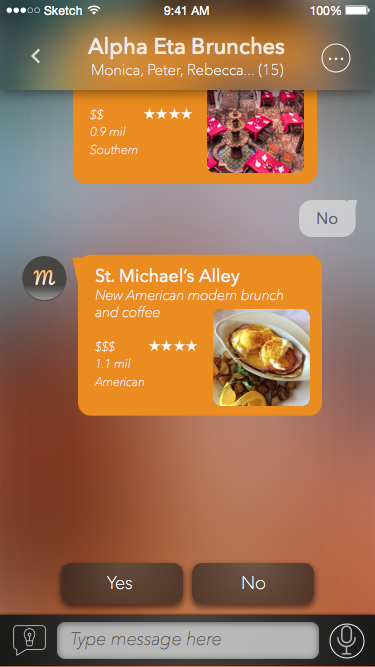 Sketch 9:41 AM 100%
Alpha Eta Brunches
Monica, Peter, Rebecca... (15)
$$ ★★★★
0.9 mil
Southern
No
m
St. Michael's Alley
New American modern brunch
and coffee
$$$ ★★★★
1.1 mil
American
Yes No
Type message here